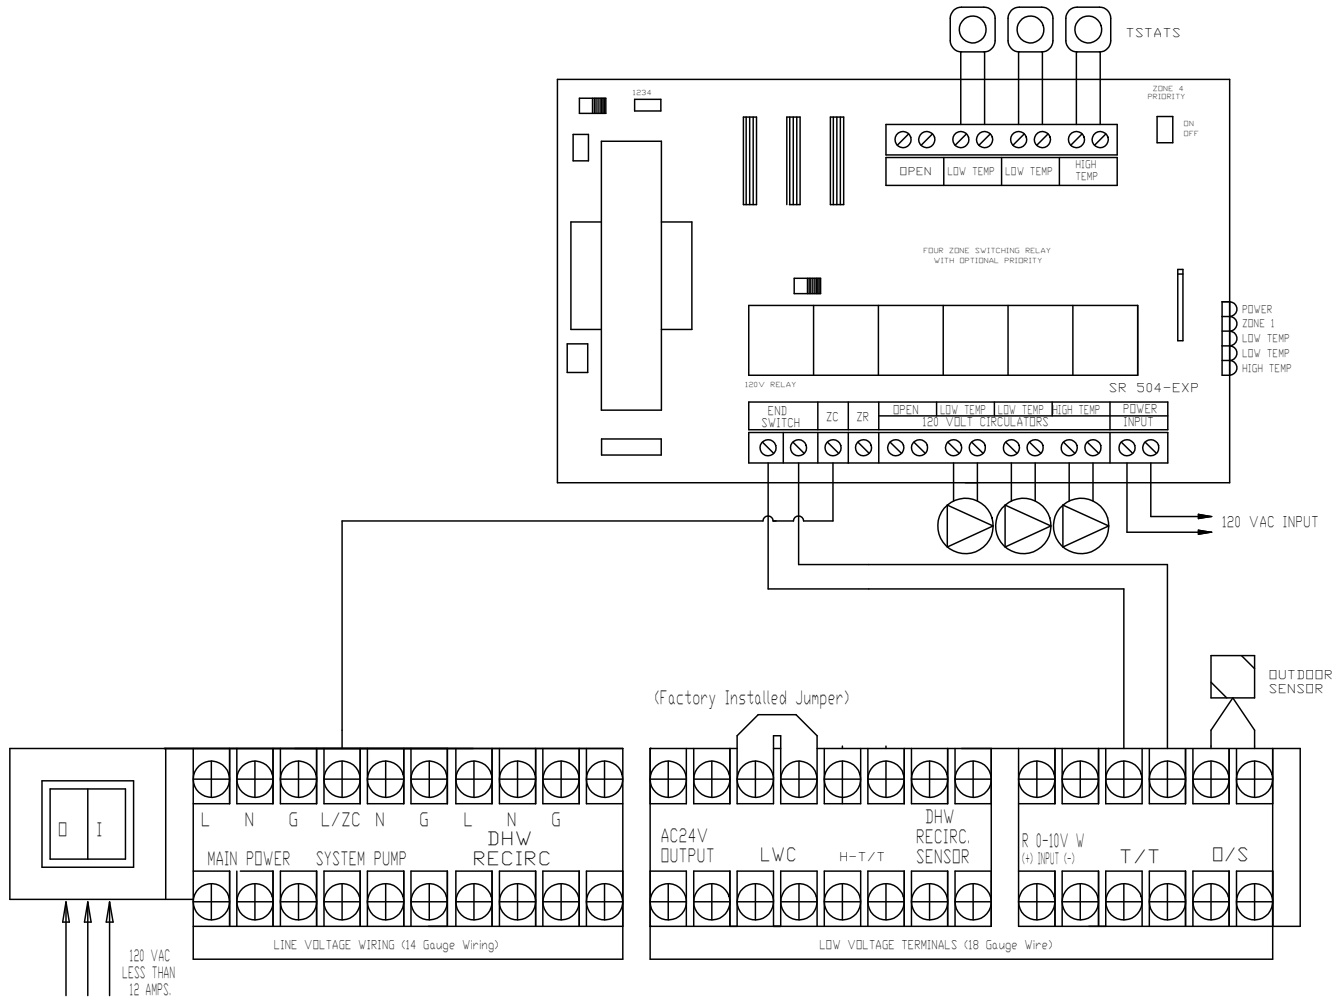 TSTATS
1234
ZONE 4
PRIORITY
ON
OFF
OPEN
LOW TEMP
LOW TEMP
HIGH
TEMP
FOUR ZONE SWITCHING RELAY
WITH OPTIONAL PRIORITY
POWER
ZONE 1
LOW TEMP
LOW TEMP
HIGH TEMP
120V RELAY
SR 504-EXP
END
SWITCH
ZC
ZR
OPEN
LOW TEMP
LOW TEMP
HIGH TEMP
120 VOLT CIRCULATORS
POWER
INPUT
120 VAC INPUT
OUTDOOR
SENSOR
(Factory Installed Jumper)
O I
L N G L/ZC N G L N G
MAIN POWER
SYSTEM PUMP
DHW
RECIRC
AC24V
OUTPUT
LWC
H-T/T
DHW
RECIRC.
SENSOR
R 0-10V W
(+) INPUT (-)
T/T
O/S
LINE VOLTAGE WIRING (14 Gauge Wiring)
LOW VOLTAGE TERMINALS (18 Gauge Wire)
120 VAC
LESS THAN
12 AMPS.